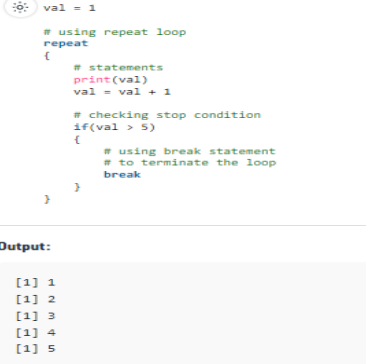 val = 1
# using repeat loop
repeat
{
# statements
print(val)
val = val + 1
# checking stop condition
if(val > 5)
{
# using break statement
# to terminate the loop
break
}
}
Output:
[1] 1
[1] 2
[1] 3
[1] 4
[1] 5